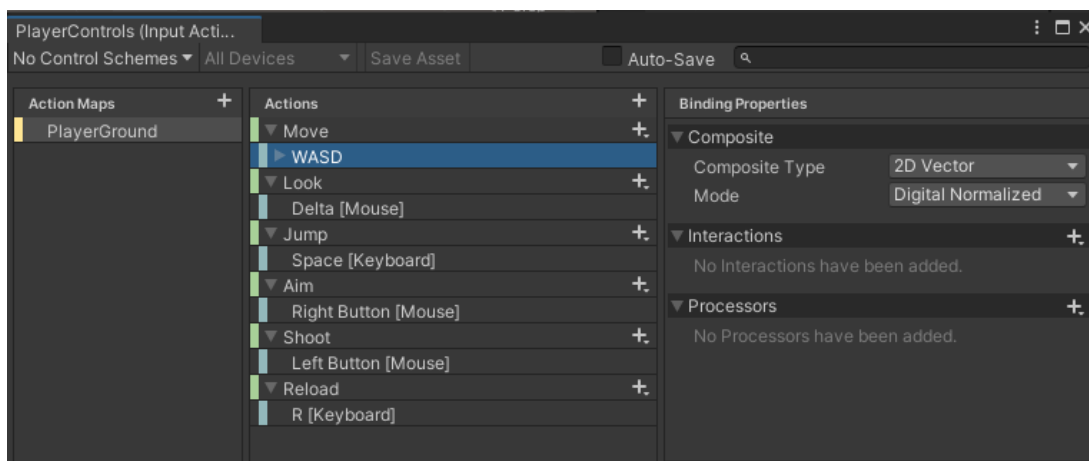 PlayerControls (Input Acti...
No Control Schemes All Devices Save Asset Auto-Save
Action Maps
PlayerGround
Actions
Move
WASD
Look
Delta [Mouse]
Jump
Space [Keyboard]
Aim
Right Button [Mouse]
Shoot
Left Button [Mouse]
Reload
R [Keyboard]
Binding Properties
Composite
Composite Type 2D Vector
Mode Digital Normalized
Interactions
No Interactions have been added.
Processors
No Processors have been added.